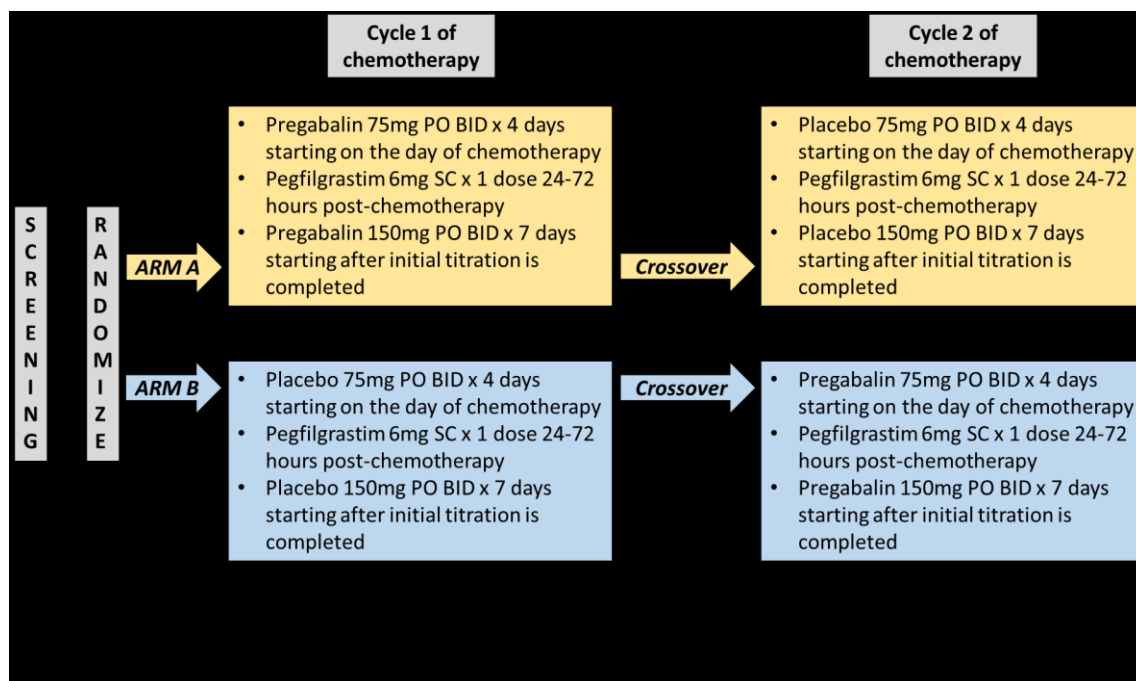 Cycle 1 of
chemotherapy
Cycle 2 of
chemotherapy
SCREENING
RANDOMIZE
ARM A
• Pregabalin 75mg PO BID x 4 days
starting on the day of chemotherapy
• Pegfilgrastim 6mg SC x 1 dose 24-72
hours post-chemotherapy
• Pregabalin 150mg PO BID x 7 days
starting after initial titration is
completed
Crossover
• Placebo 75mg PO BID x 4 days
starting on the day of chemotherapy
• Pegfilgrastim 6mg SC x 1 dose 24-72
hours post-chemotherapy
• Placebo 150mg PO BID x 7 days
starting after initial titration is
completed
ARM B
• Placebo 75mg PO BID x 4 days
starting on the day of chemotherapy
• Pegfilgrastim 6mg SC x 1 dose 24-72
hours post-chemotherapy
• Placebo 150mg PO BID x 7 days
starting after initial titration is
completed
Crossover
• Pregabalin 75mg PO BID x 4 days
starting on the day of chemotherapy
• Pegfilgrastim 6mg SC x 1 dose 24-72
hours post-chemotherapy
• Pregabalin 150mg PO BID x 7 days
starting after initial titration is
completed